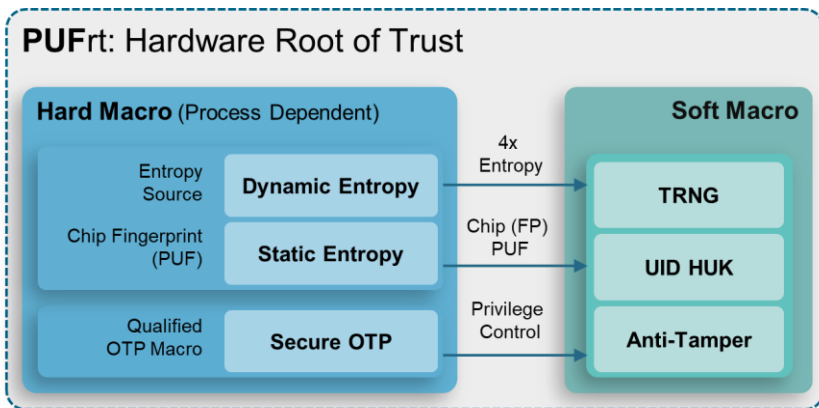 PUFrt: Hardware Root of Trust
Hard Macro (Process Dependent)
Soft Macro
Entropy
Source
Dynamic Entropy
4x
Entropy
TRNG
Chip Fingerprint
(PUF)
Static Entropy
Chip (FP)
PUF
UID HUK
Qualified
OTP Macro
Secure OTP
Privilege
Control
Anti-Tamper